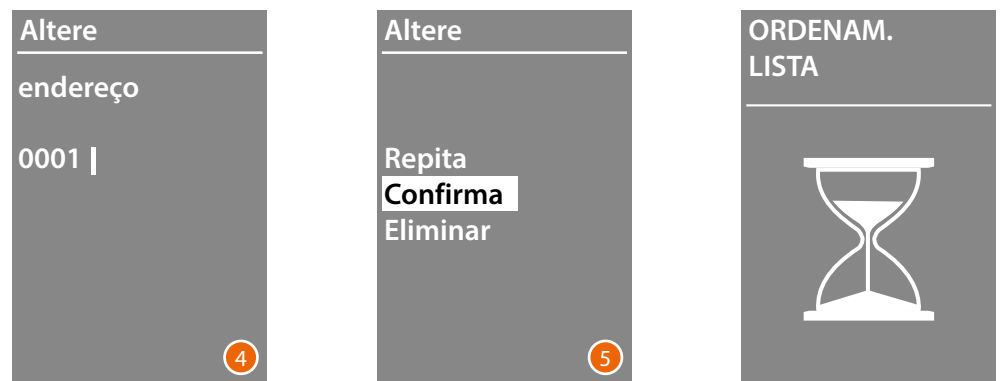 Altere
endereço
0001
4
Altere
Repita
Confirma
Eliminar
5
ORDENAM.
LISTA